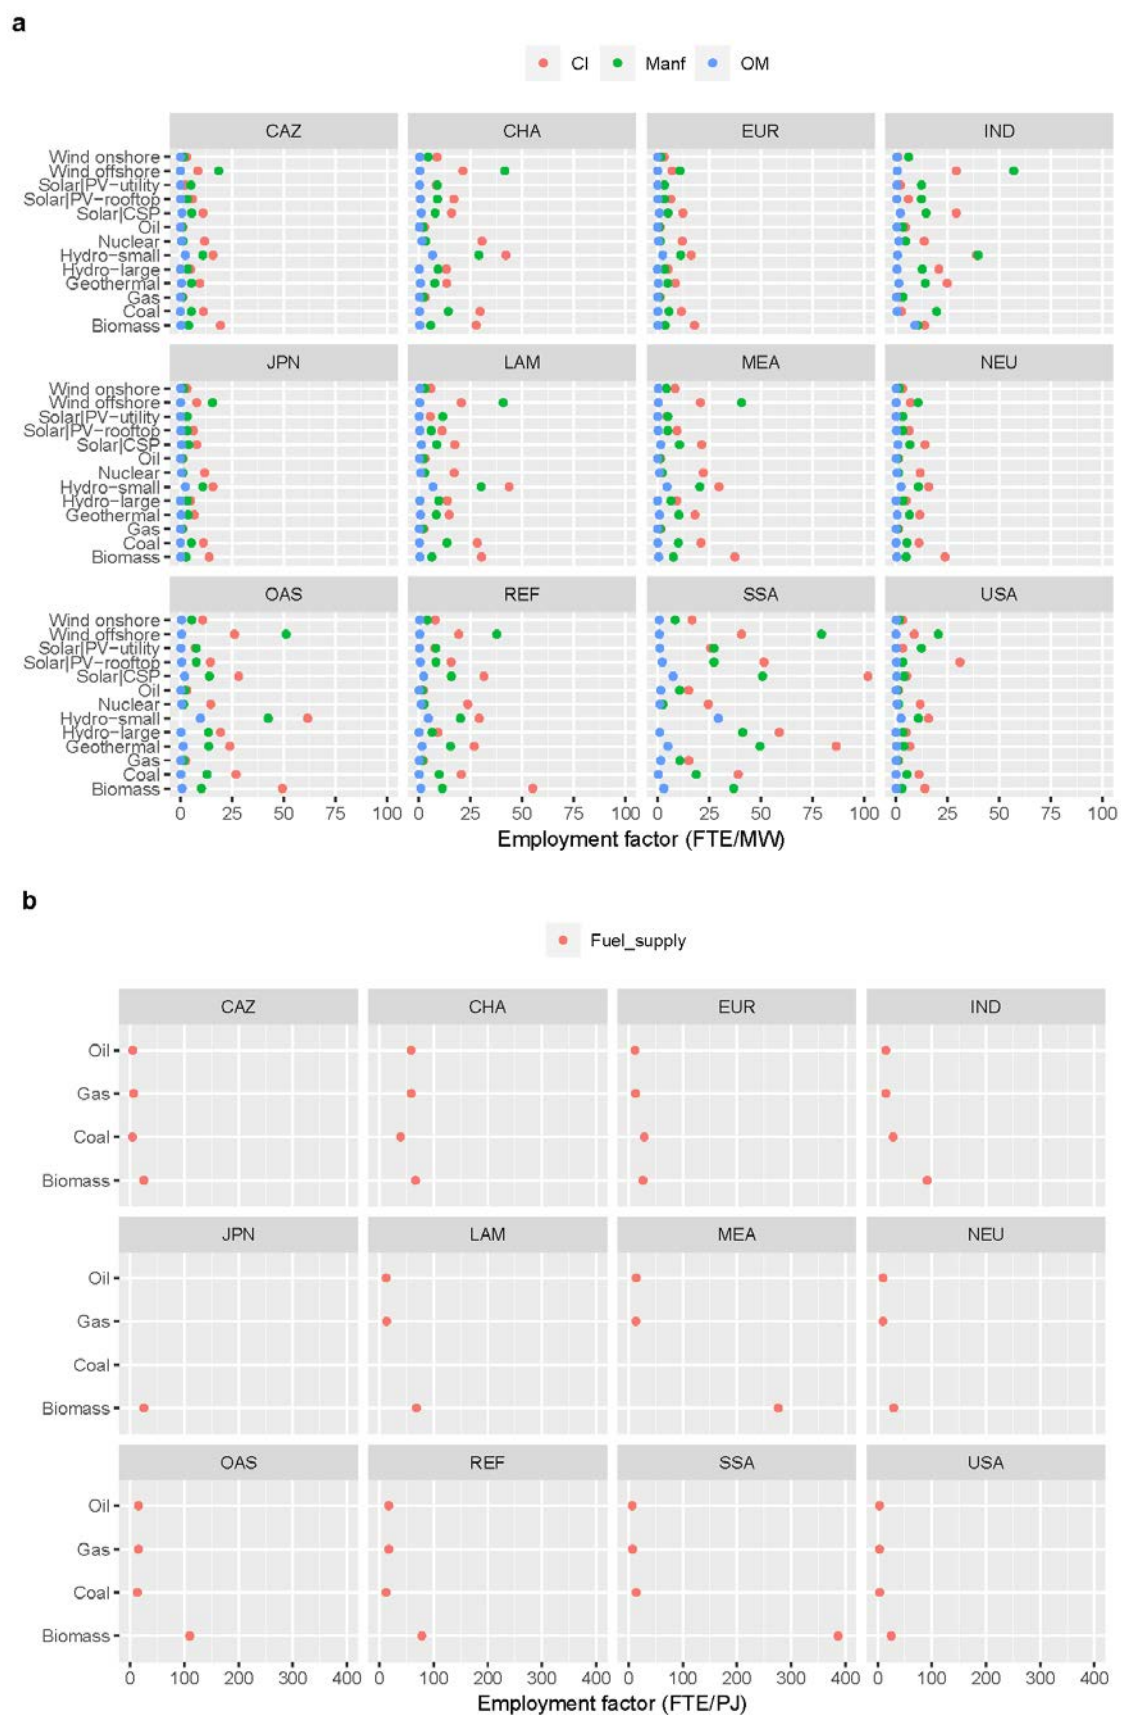 a
CI Manf OM
CAZ CHA EUR IND
Wind onshore
Wind offshore
Solar|PV−utility
Solar|PV−rooftop
Solar|CSP
Oil
Nuclear
Hydro−small
Hydro−large
Geothermal
Gas
Coal
Biomass
JPN LAM MEA NEU
Wind onshore
Wind offshore
Solar|PV−utility
Solar|PV−rooftop
Solar|CSP
Oil
Nuclear
Hydro−small
Hydro−large
Geothermal
Gas
Coal
Biomass
OAS REF SSA USA
Wind onshore
Wind offshore
Solar|PV−utility
Solar|PV−rooftop
Solar|CSP
Oil
Nuclear
Hydro−small
Hydro−large
Geothermal
Gas
Coal
Biomass
0 25 50 75 100 0 25 50 75 100 0 25 50 75 100 0 25 50 75 100
Employment factor (FTE/MW)
b
Fuel_supply
CAZ CHA EUR IND
Oil
Gas
Coal
Biomass
JPN LAM MEA NEU
Oil
Gas
Coal
Biomass
OAS REF SSA USA
Oil
Gas
Coal
Biomass
0 100 200 300 400 0 100 200 300 400 0 100 200 300 400 0 100 200 300 400
Employment factor (FTE/PJ)